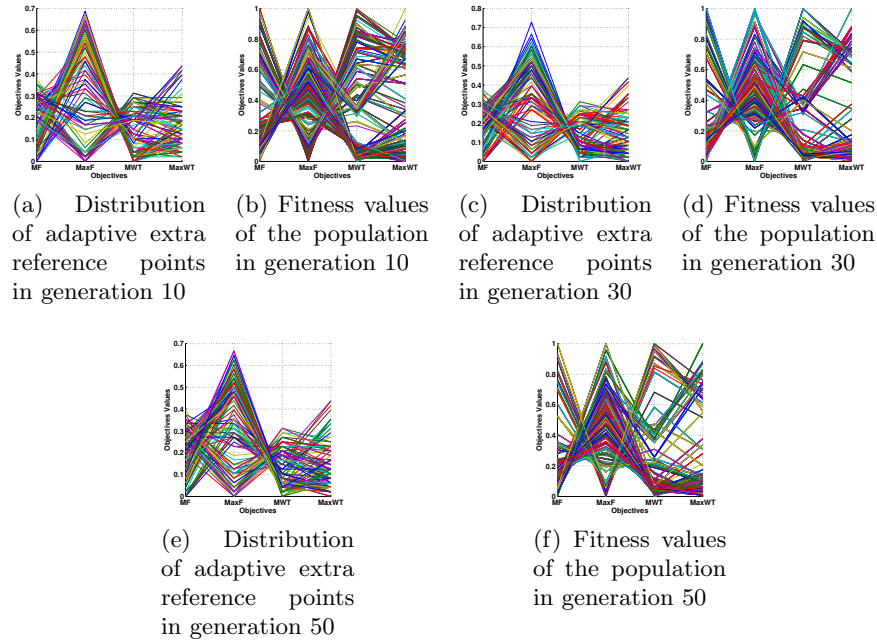 0.7
0.6
0.5
0.4
0.3
0.2
0.1
0
Objectives Values
MF MaxF MWT MaxWT
Objectives
1
0.8
0.6
0.4
0.2
0
Objectives Values
MF MaxF MWT MaxWT
Objectives
0.8
0.7
0.6
0.5
0.4
0.3
0.2
0.1
0
Objectives Values
MF MaxF MWT MaxWT
Objectives
1
0.8
0.6
0.4
0.2
0
Objectives Values
MF MaxF MWT MaxWT
Objectives
(a) Distribution
of adaptive extra
reference points
in generation 10
(b) Fitness values
of the population
in generation 10
(c) Distribution
of adaptive extra
reference points
in generation 30
(d) Fitness values
of the population
in generation 30
0.7
0.6
0.5
0.4
0.3
0.2
0.1
0
Objectives Values
MF MaxF MWT MaxWT
Objectives
1
0.8
0.6
0.4
0.2
0
Objectives Values
MF MaxF MWT MaxWT
Objectives
(e) Distribution
of adaptive extra
reference points
in generation 50
(f) Fitness values
of the population
in generation 50